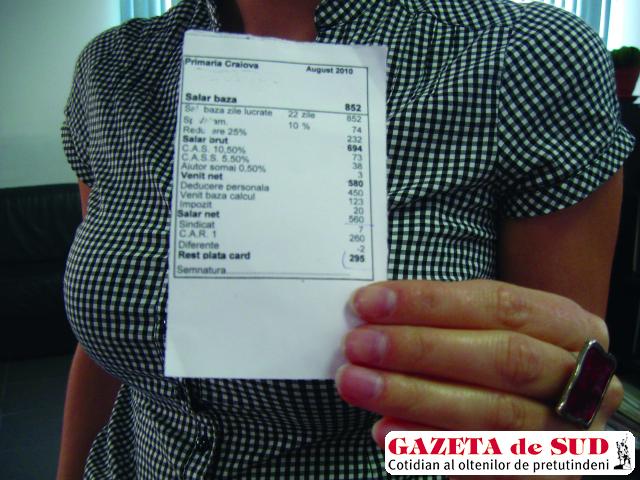 Primaria Craiova August 2010
Salar baza 852
baza zile lucrate 22 zile 852
10 % 74
25% 232
Salar brut 694
C.A.S. 10,50% 73
C.A.S.S. 5,50% 38
Ajutor somaj 0,50% 3
Venit net 580
Deducere personala 450
Venit baza calcul 123
Impozit 20
Salar net 560
Sindicat 7
C.A.R. 1 260
Diferente -2
Rest plata card 295
Semnatura
GAZETA de SUD
Cotidian al oltenilor de pretutindeni